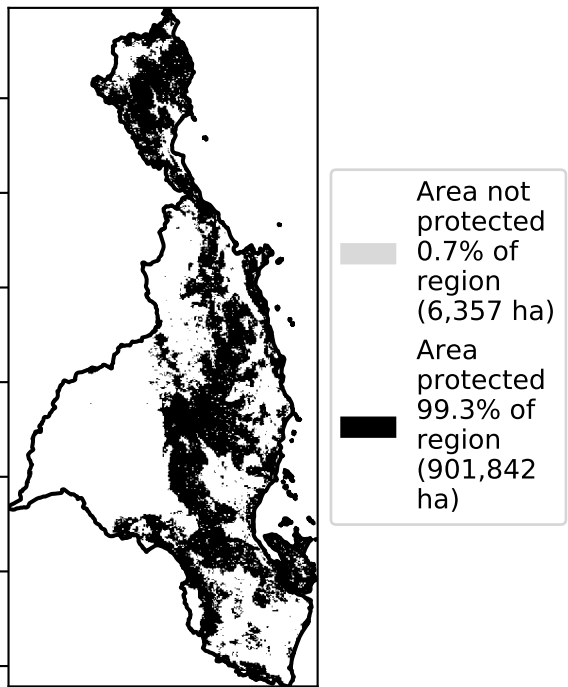 Area not
protected
0.7% of
region
(6,357 ha)
Area
protected
99.3% of
region
(901,842
ha)